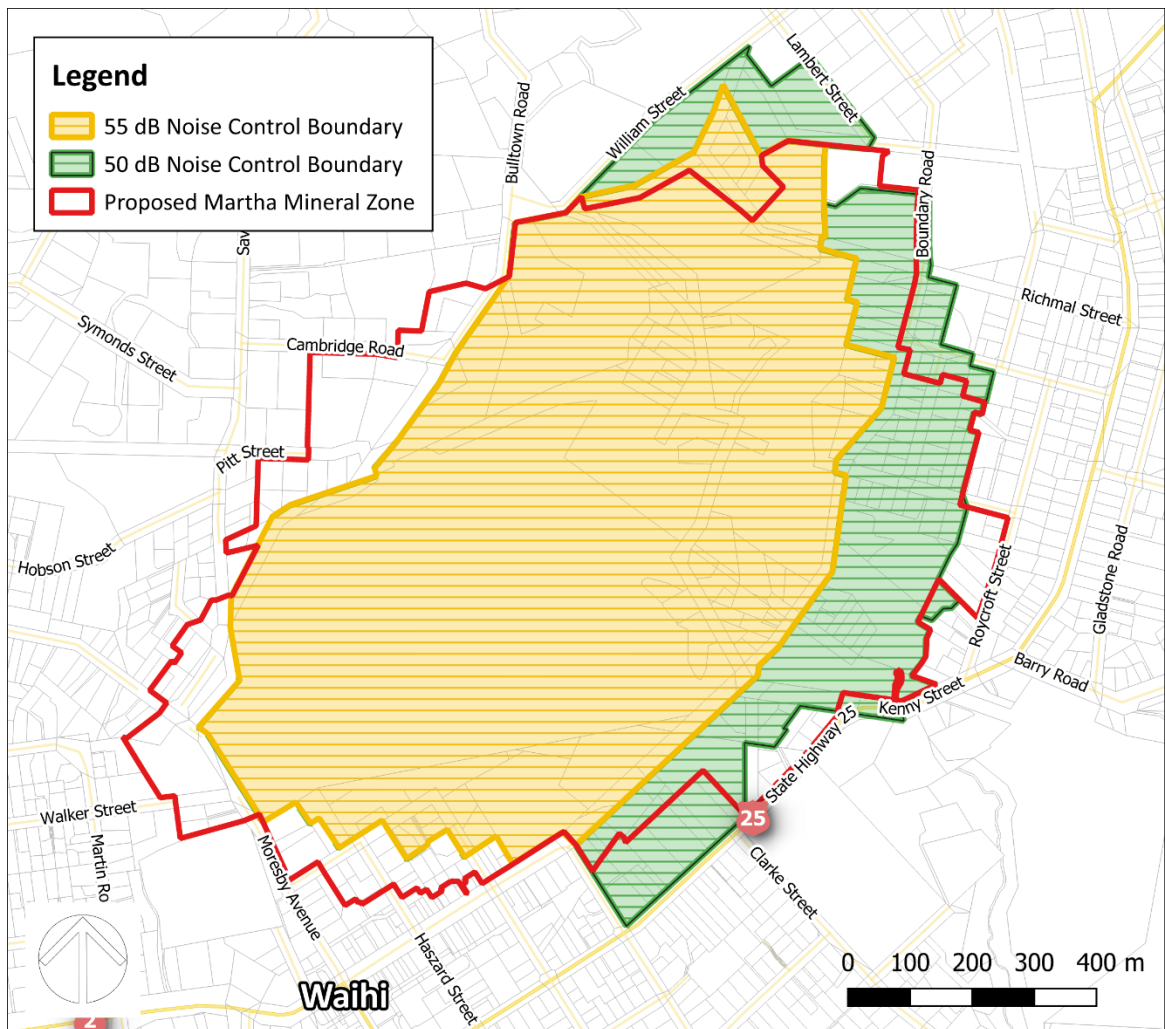 Legend
55 dB Noise Control Boundary
50 dB Noise Control Boundary
Proposed Martha Mineral Zone
Lambert Street
William Street
Bulltown Road
Boundary Road
Sav
Richmal Street
Symonds Street
Cambridge Road
Pitt Street
Hobson Street
Roycroft Street
Gladstone Road
Barry Road
Kenny Street
State Highway 25
25
Walker Street
Martin Ro
Moresby Avenue
Clarke Street
Haszard Street
Waihi
0 100 200 300 400 m
2